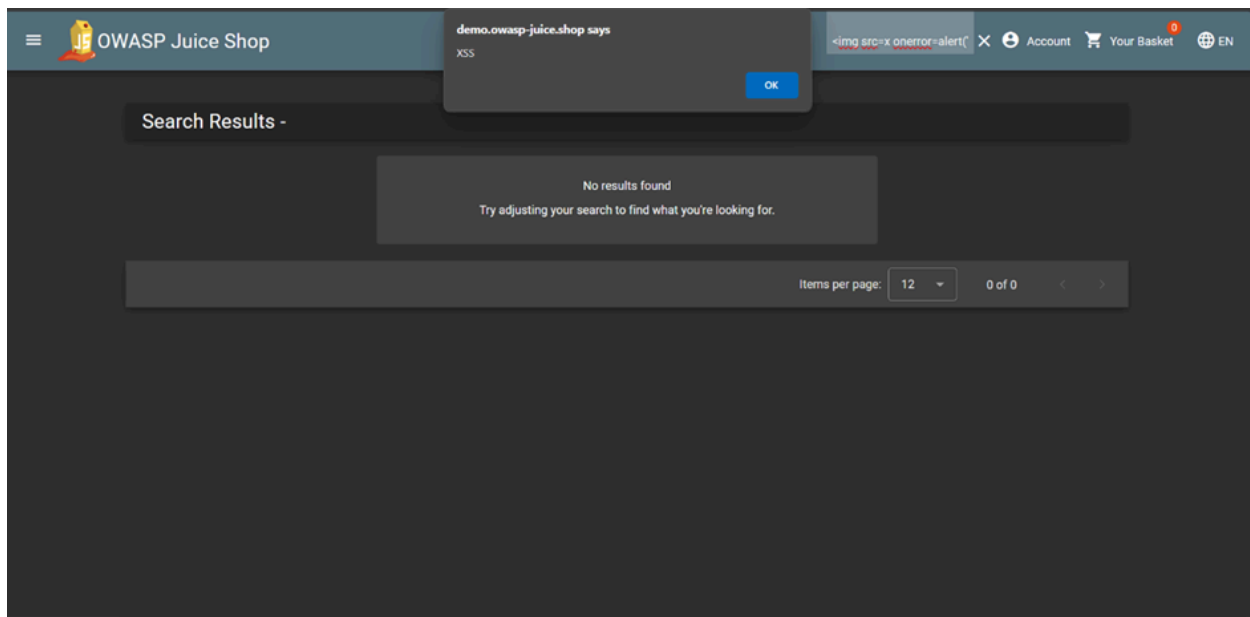 demo.owasp-juice.shop says
XSS
OK
OWASP Juice Shop
<img src=x onerror=alert(
Account
0
Your Basket
EN
Search Results -
No results found
Try adjusting your search to find what you're looking for.
Items per page: 12 0 of 0